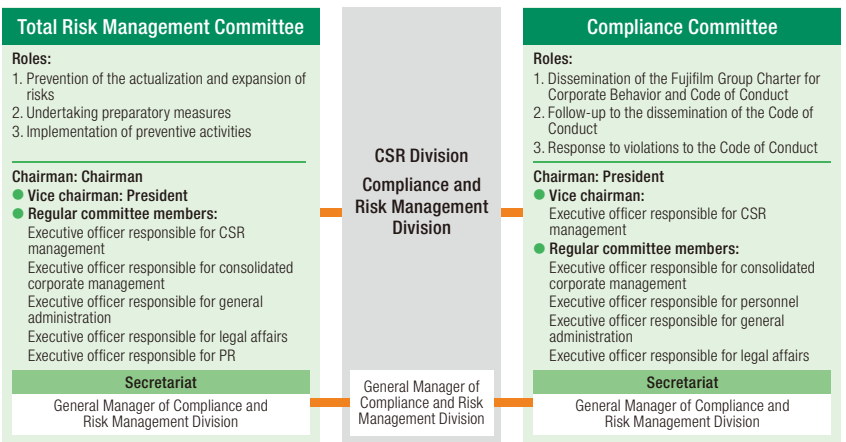 Total Risk Management Committee
Roles:
1. Prevention of the actualization and expansion of
risks
2. Undertaking preparatory measures
3. Implementation of preventive activities
Chairman: Chairman
Vice chairman: President
Regular committee members:
Executive officer responsible for CSR
management
Executive officer responsible for consolidated
corporate management
Executive officer responsible for general
administration
Executive officer responsible for legal affairs
Executive officer responsible for PR
Secretariat
General Manager of Compliance and
Risk Management Division
CSR Division
Compliance and
Risk Management
Division
General Manager of
Compliance and Risk
Management Division
Compliance Committee
Roles:
1. Dissemination of the Fujifilm Group Charter for
Corporate Behavior and Code of Conduct
2. Follow-up to the dissemination of the Code of
Conduct
3. Response to violations to the Code of Conduct
Chairman: President
Vice chairman:
Executive officer responsible for CSR
management
Regular committee members:
Executive officer responsible for consolidated
corporate management
Executive officer responsible for personnel
Executive officer responsible for general
administration
Executive officer responsible for legal affairs
Secretariat
General Manager of Compliance and
Risk Management Division